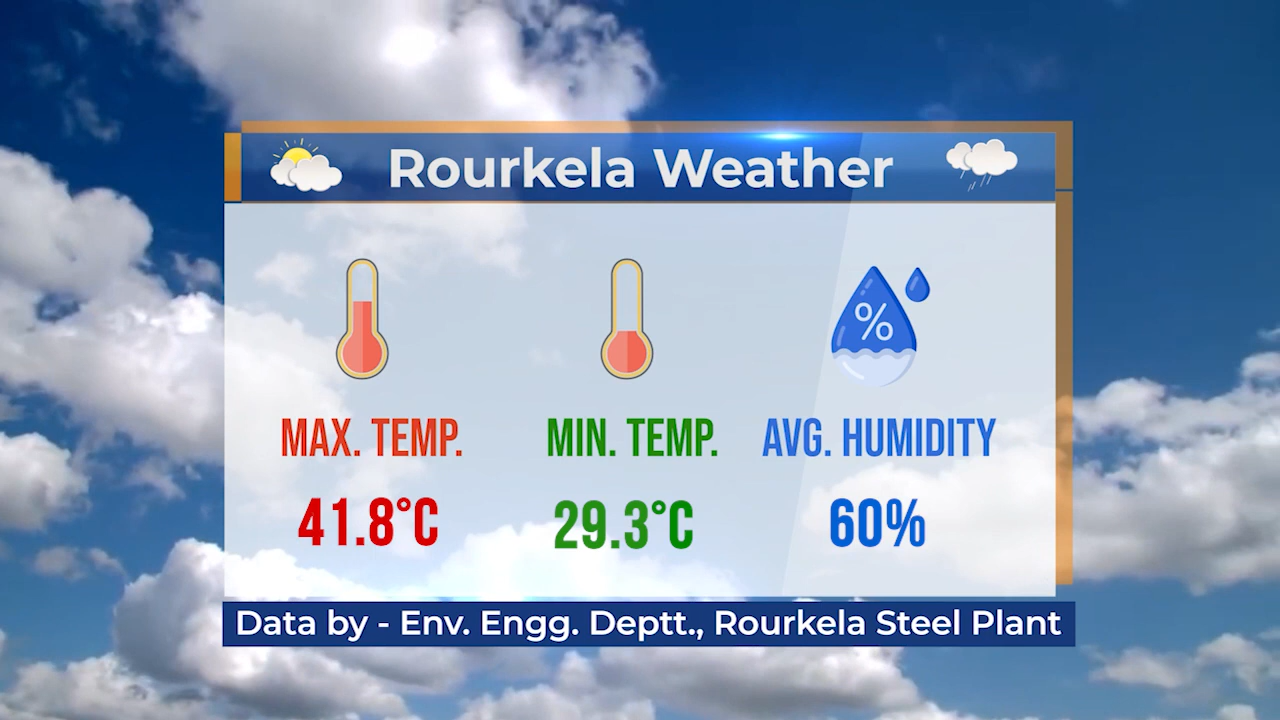 Rourkela Weather
%
MAX. TEMP.
MIN. TEMP.
AVG. HUMIDITY
41.8°C
29.3°C
60%
Data by - Env. Engg. Deptt., Rourkela Steel Plant